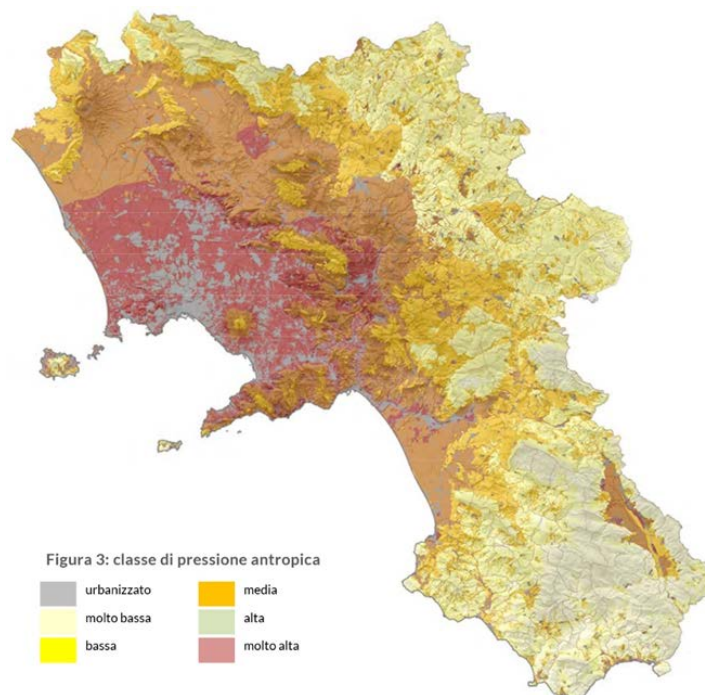 Figura 3: classe di pressione antropica
urbanizzato
molto bassa
bassa
media
alta
molto alta